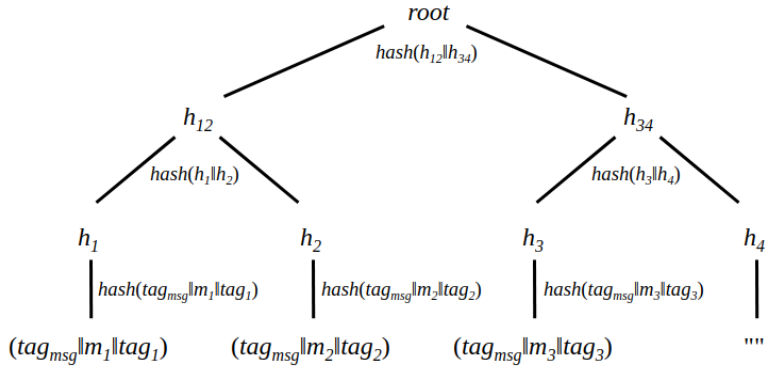 root
hash(h₁₂||h₃₄)
h₁₂ h₃₄
hash(h₁||h₂) hash(h₃||h₄)
h₁ h₂ h₃ h₄
hash(tagₘₛg||m₁||tag₁) hash(tagₘₛg||m₂||tag₂) hash(tagₘₛg||m₃||tag₃)
(tagₘₛg||m₁||tag₁) (tagₘₛg||m₂||tag₂) (tagₘₛg||m₃||tag₃) ""